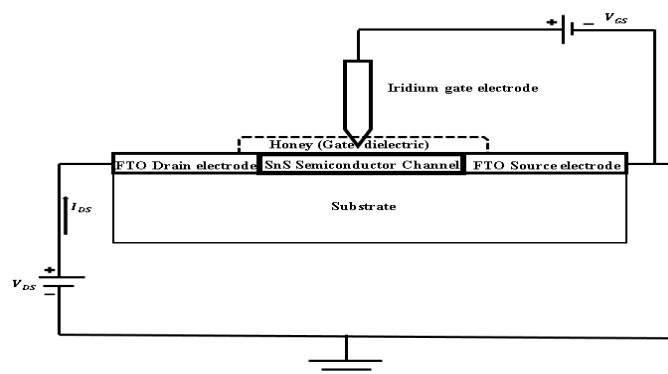 + − V_GS
Iridium gate electrode
Honey (Gate dielectric)
FTO Drain electrode SnS Semiconductor Channel FTO Source electrode
Substrate
I_DS
+
V_DS
−